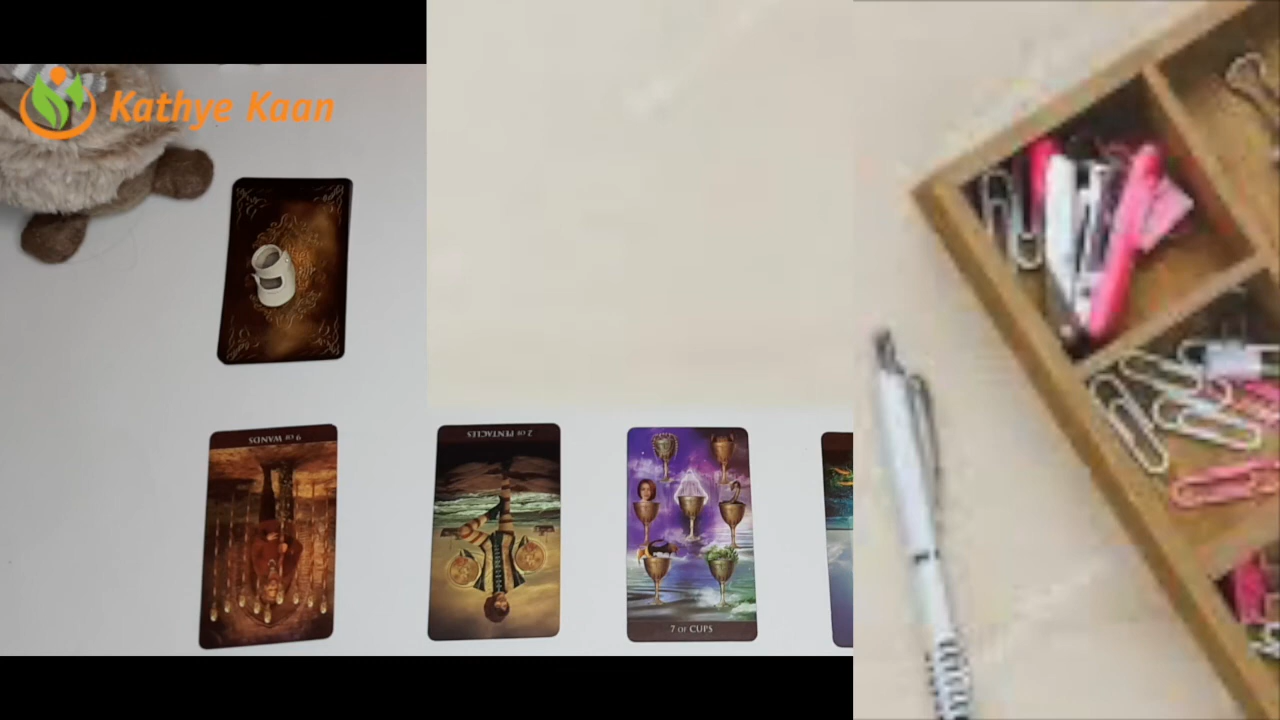 Kathye Kaan
9 OF WANDS
2 OF PENTACLES
7 OF CUPS